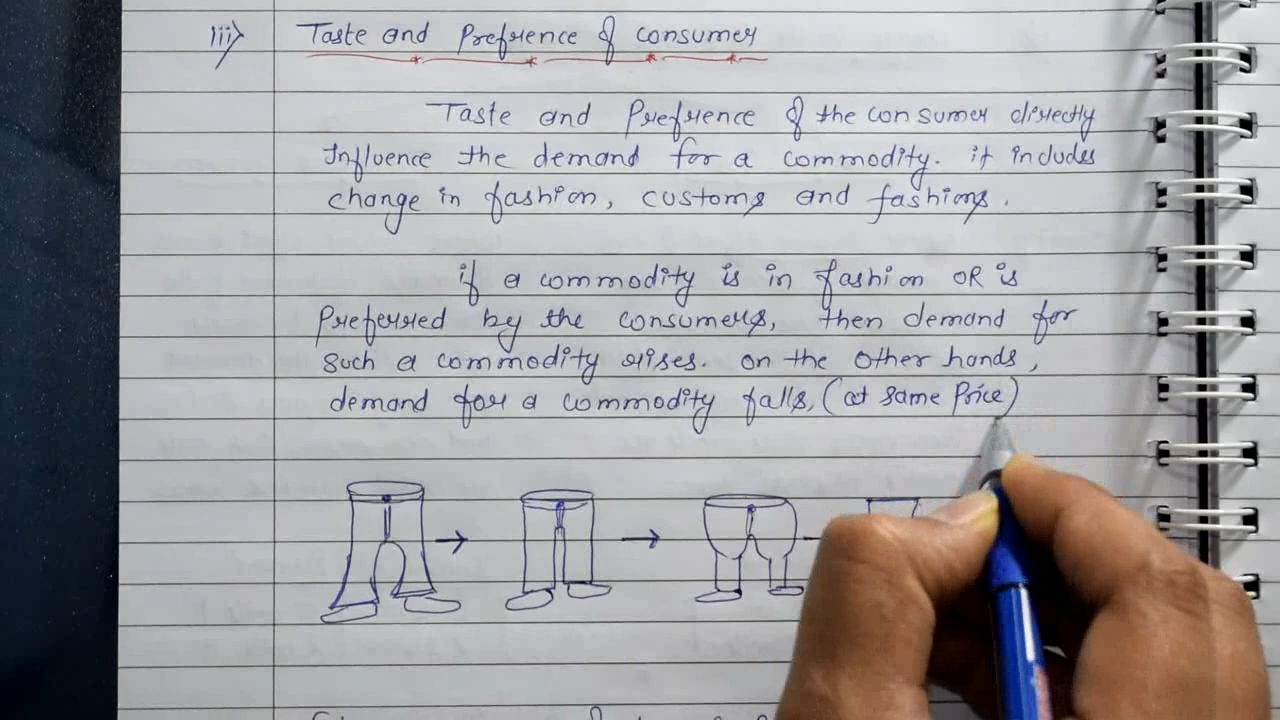 iii> Taste and Prefrence of consumer
Taste and Prefrence of the consumer directly
Influence the demand for a commodity. it includes
change in fashion, customs and fashions.
if a commodity is in fashion OR is
Preferred by the consumers, then demand for
such a commodity rises. on the other hands,
demand for a commodity falls, (at same Price)